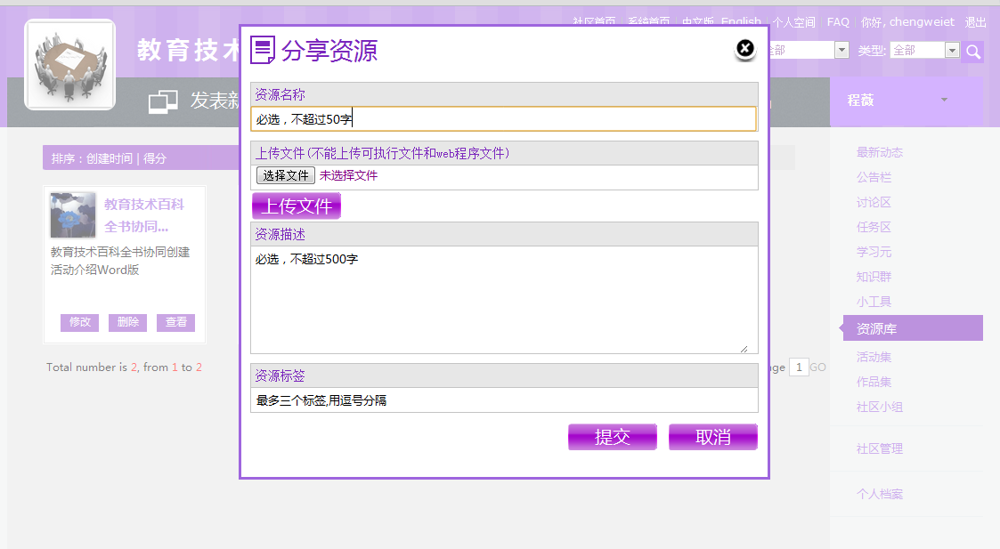 社区首页 系统首页 中文版 English 个人空间 FAQ 你好, chengweiet 退出
教育技术
全部 类型: 全部
发表新
程薇
分享资源
资源名称
必选，不超过50字
上传文件(不能上传可执行文件和web程序文件)
选择文件 未选择文件
上传文件
资源描述
必选，不超过500字
资源标签
最多三个标签,用逗号分隔
提交 取消
排序：创建时间 | 得分
教育技术百科
全书协同...
教育技术百科全书协同创建
活动介绍Word版
修改 删除 查看
Total number is 2, from 1 to 2
1 GO
最新动态
公告栏
讨论区
任务区
学习元
知识群
小工具
资源库
活动集
作品集
社区小组
社区管理
个人档案